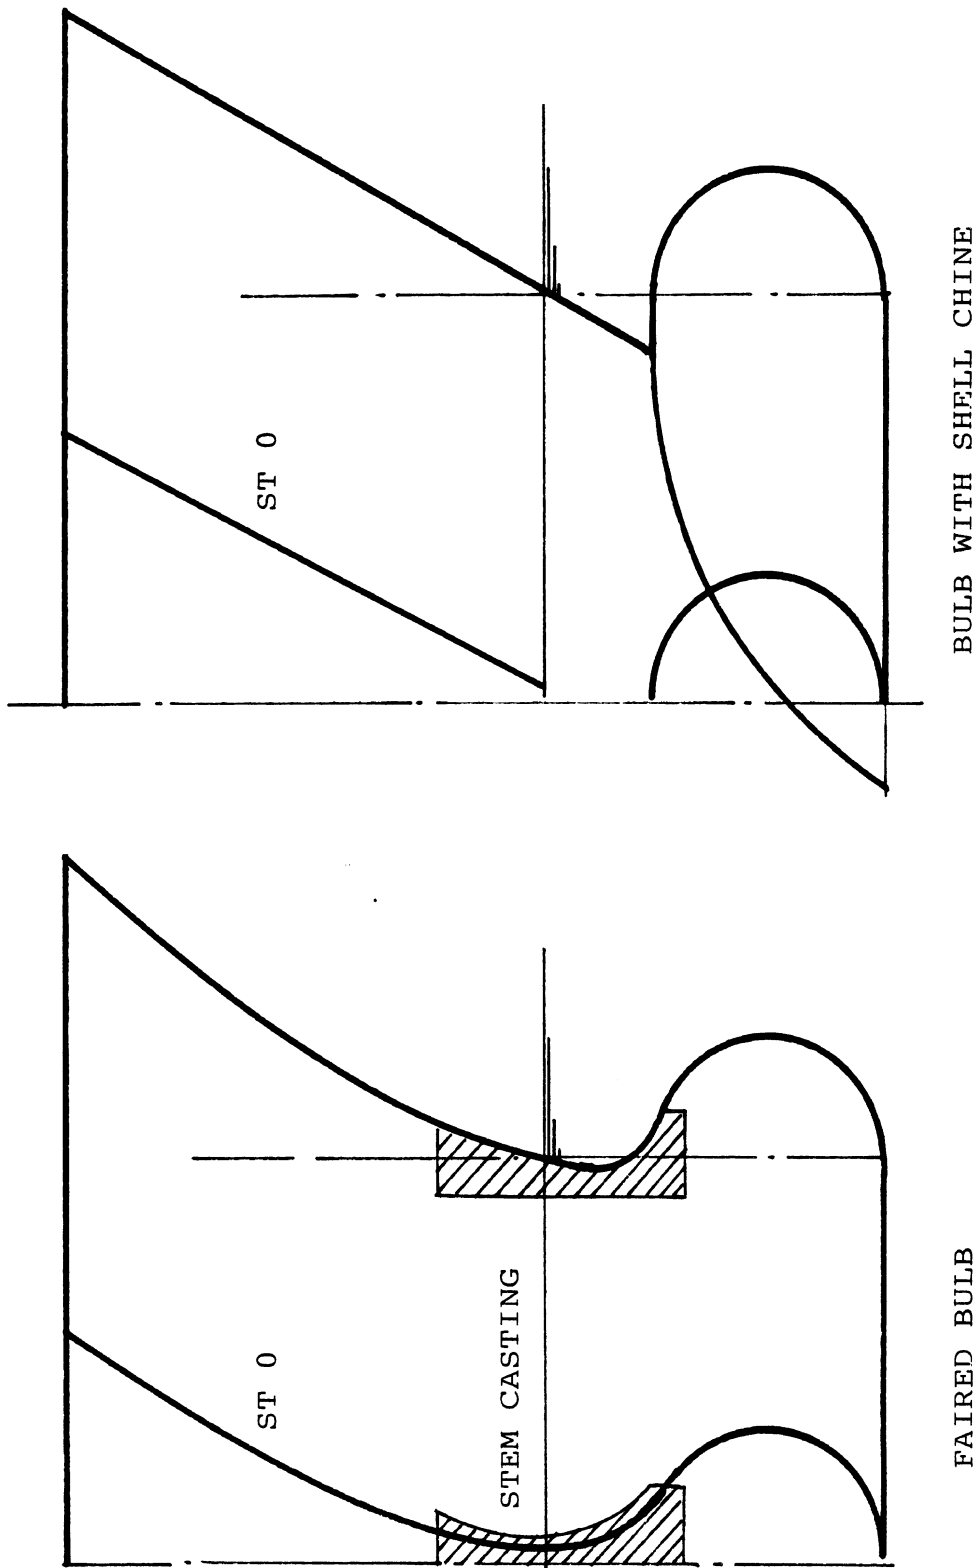 ST 0
STEM CASTING
FAIRED BULB
ST 0
BULB WITH SHELL CHINE